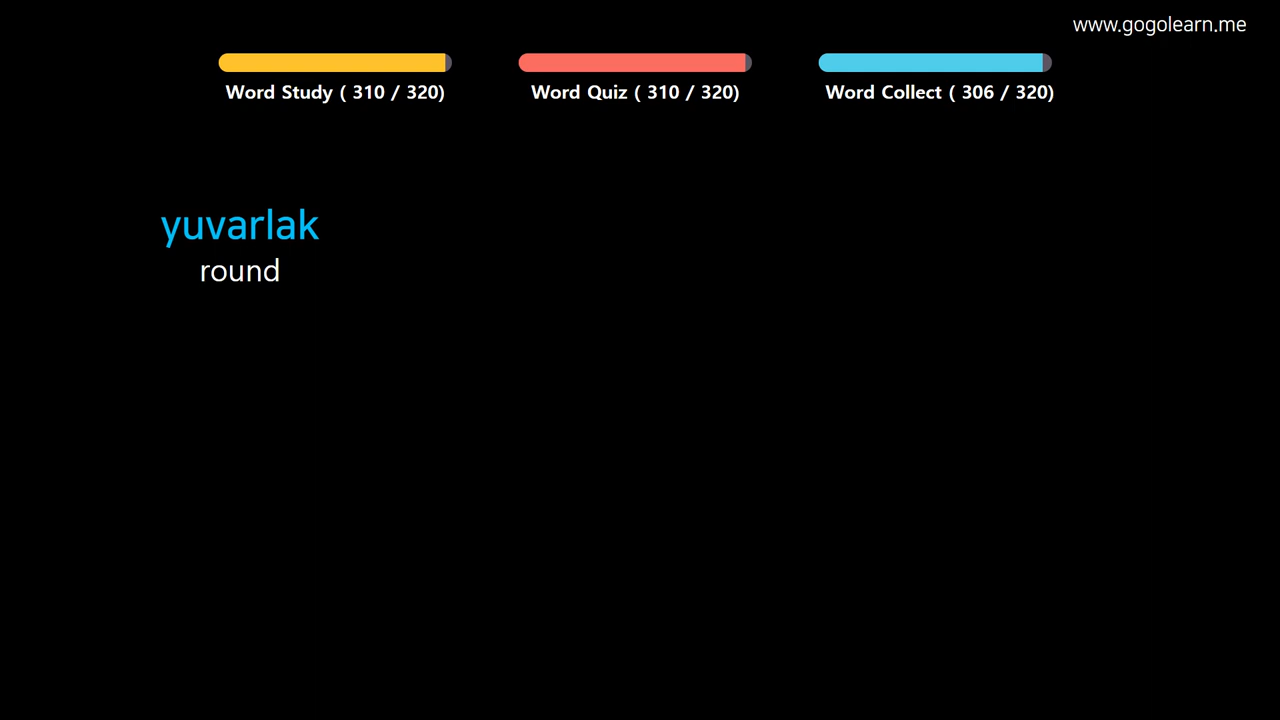 www.gogolearn.me
Word Study ( 310 / 320)
Word Quiz ( 310 / 320)
Word Collect ( 306 / 320)
yuvarlak
round